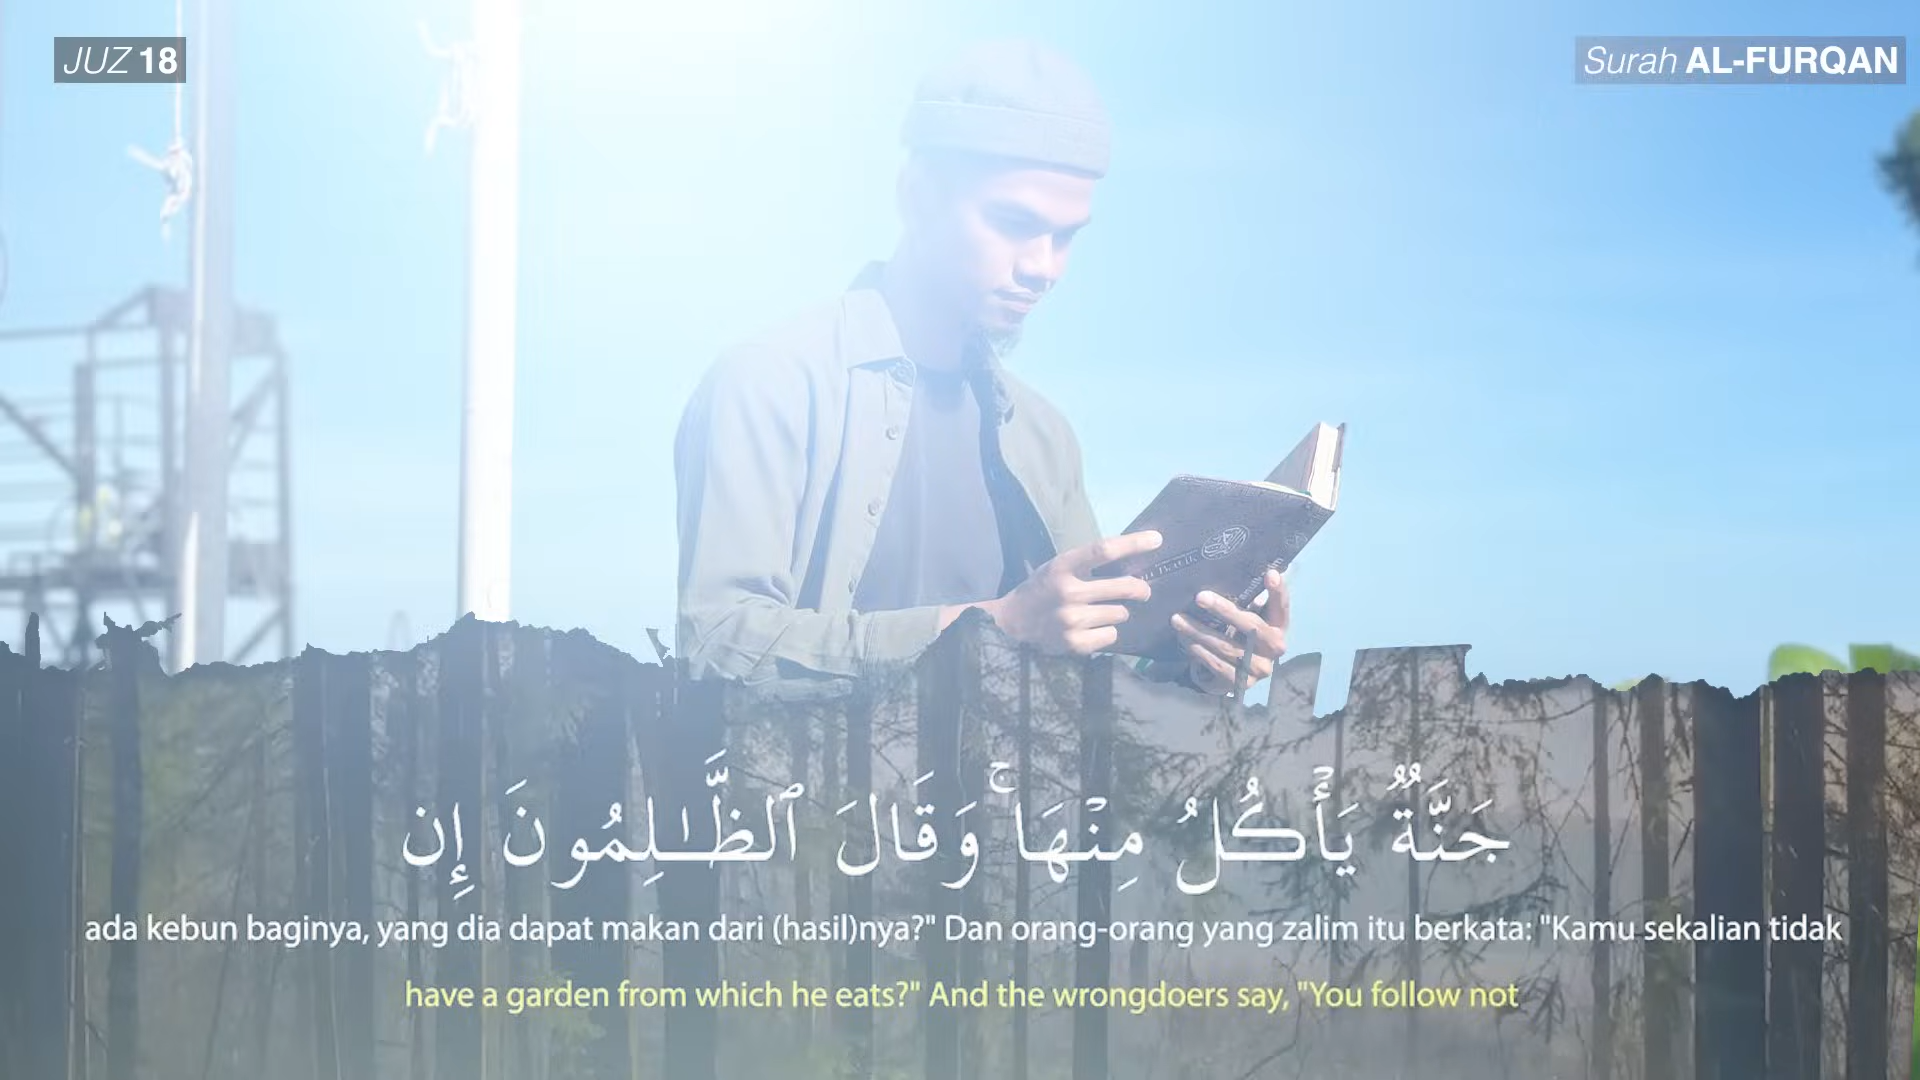 JUZ 18
Surah AL-FURQAN
جَنَّةٌ يَأْكُلُ مِنْهَا ۚ وَقَالَ ٱلظَّـٰلِمُونَ إِن
ada kebun baginya, yang dia dapat makan dari (hasil)nya?" Dan orang-orang yang zalim itu berkata: "Kamu sekalian tidak
have a garden from which he eats?" And the wrongdoers say, "You follow not